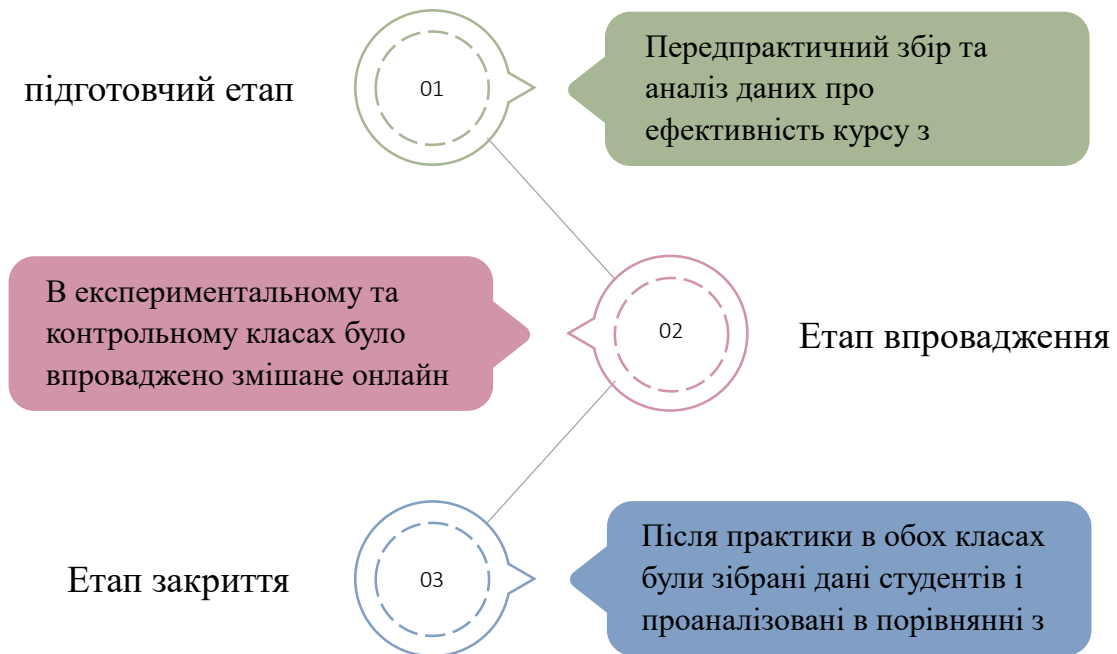 підготовчий етап
01
Передпрактичний збір та
аналіз даних про
ефективність курсу з
В експериментальному та
контрольному класах було
впроваджено змішане онлайн
02
Етап впровадження
Етап закриття
03
Після практики в обох класах
були зібрані дані студентів і
проаналізовані в порівнянні з